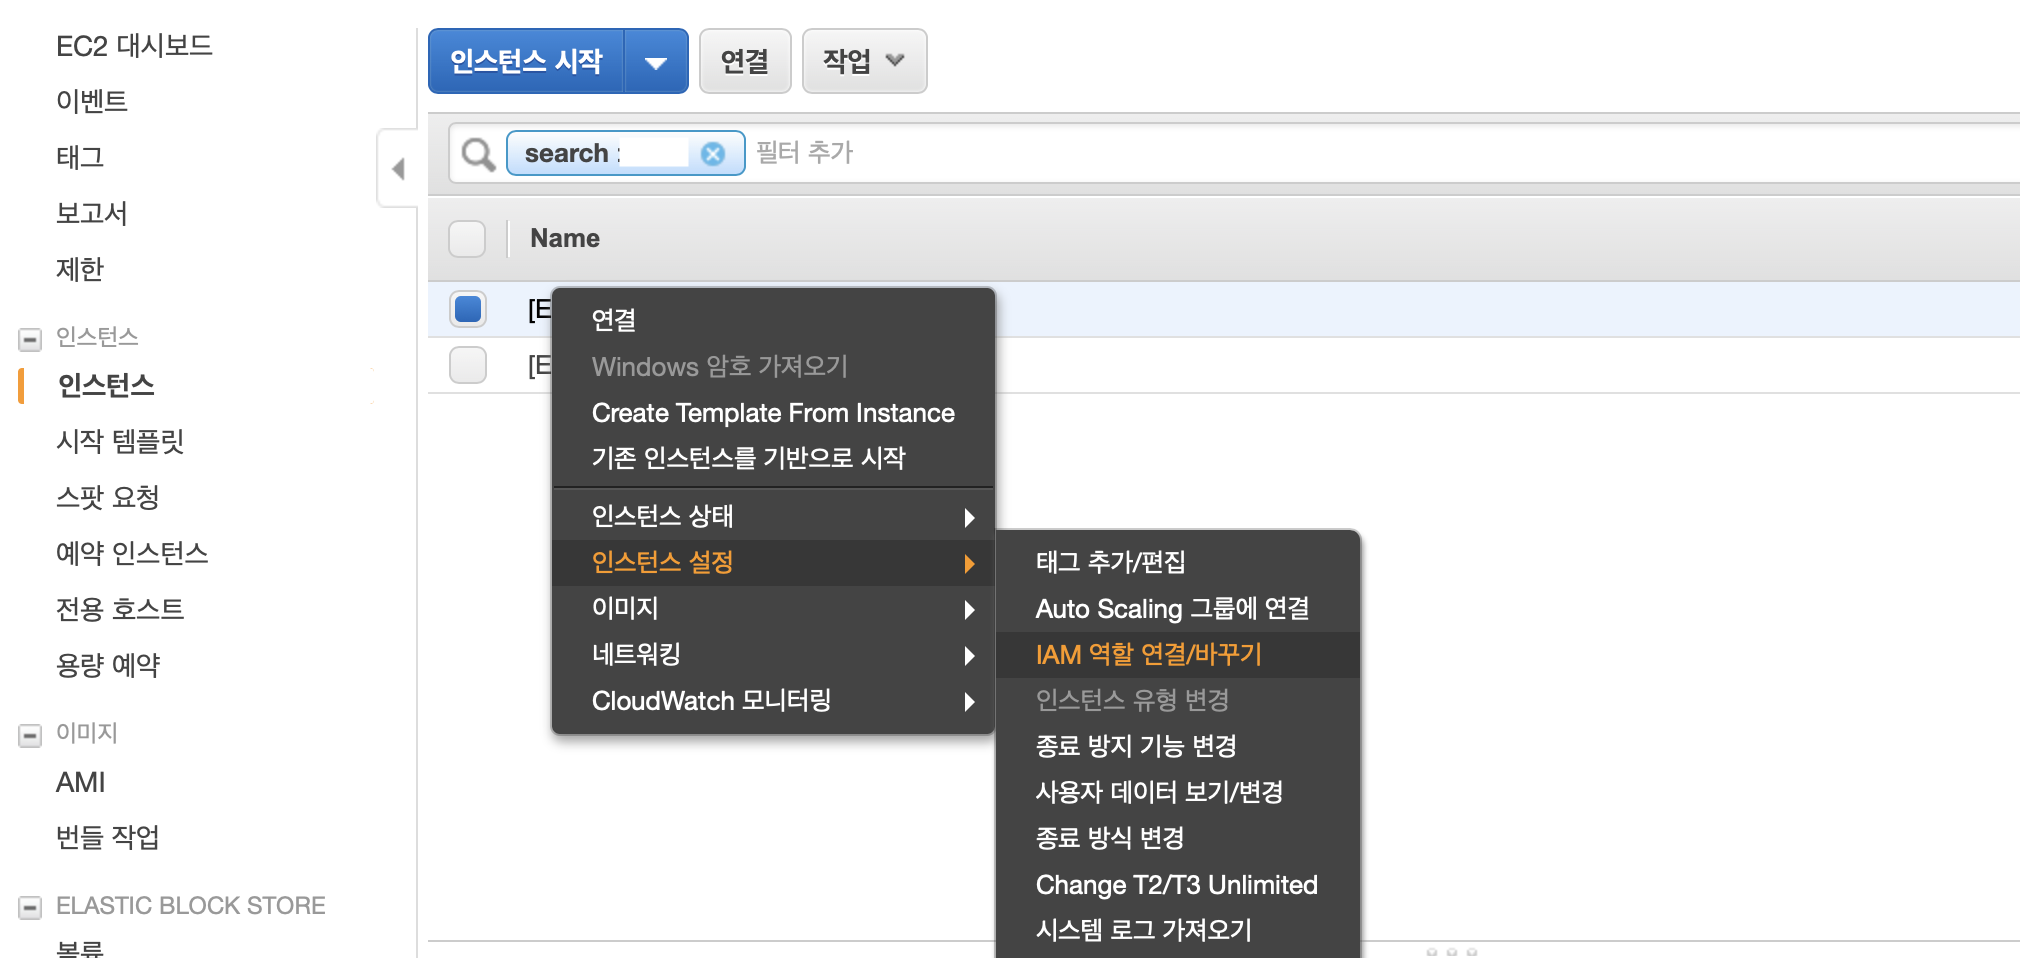 EC2 대시보드
이벤트
태그
보고서
제한
인스턴스
인스턴스
시작 템플릿
스팟 요청
예약 인스턴스
전용 호스트
용량 예약
이미지
AMI
번들 작업
ELASTIC BLOCK STORE
볼륨
인스턴스 시작
연결
작업
search :
필터 추가
Name
[E
[E
연결
Windows 암호 가져오기
Create Template From Instance
기존 인스턴스를 기반으로 시작
인스턴스 상태
인스턴스 설정
이미지
네트워킹
CloudWatch 모니터링
태그 추가/편집
Auto Scaling 그룹에 연결
IAM 역할 연결/바꾸기
인스턴스 유형 변경
종료 방지 기능 변경
사용자 데이터 보기/변경
종료 방식 변경
Change T2/T3 Unlimited
시스템 로그 가져오기